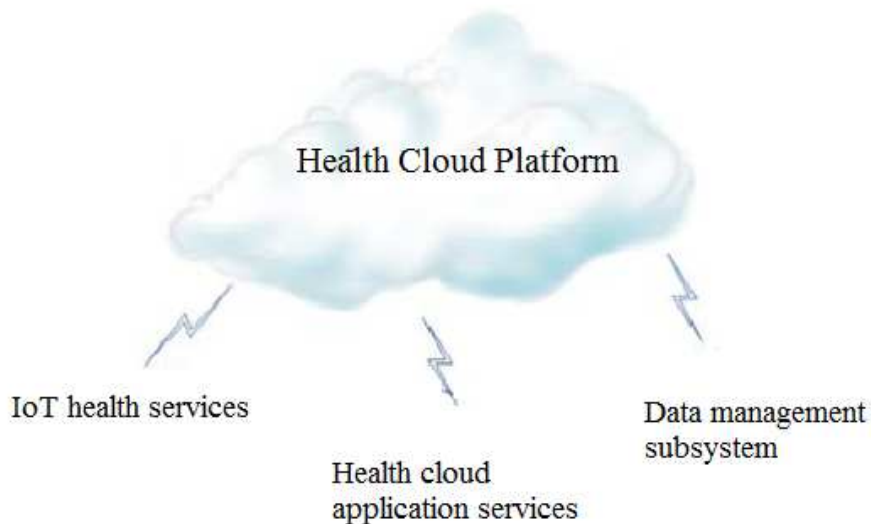 Health Cloud Platform
IoT health services
Health cloud
application services
Data management
subsystem